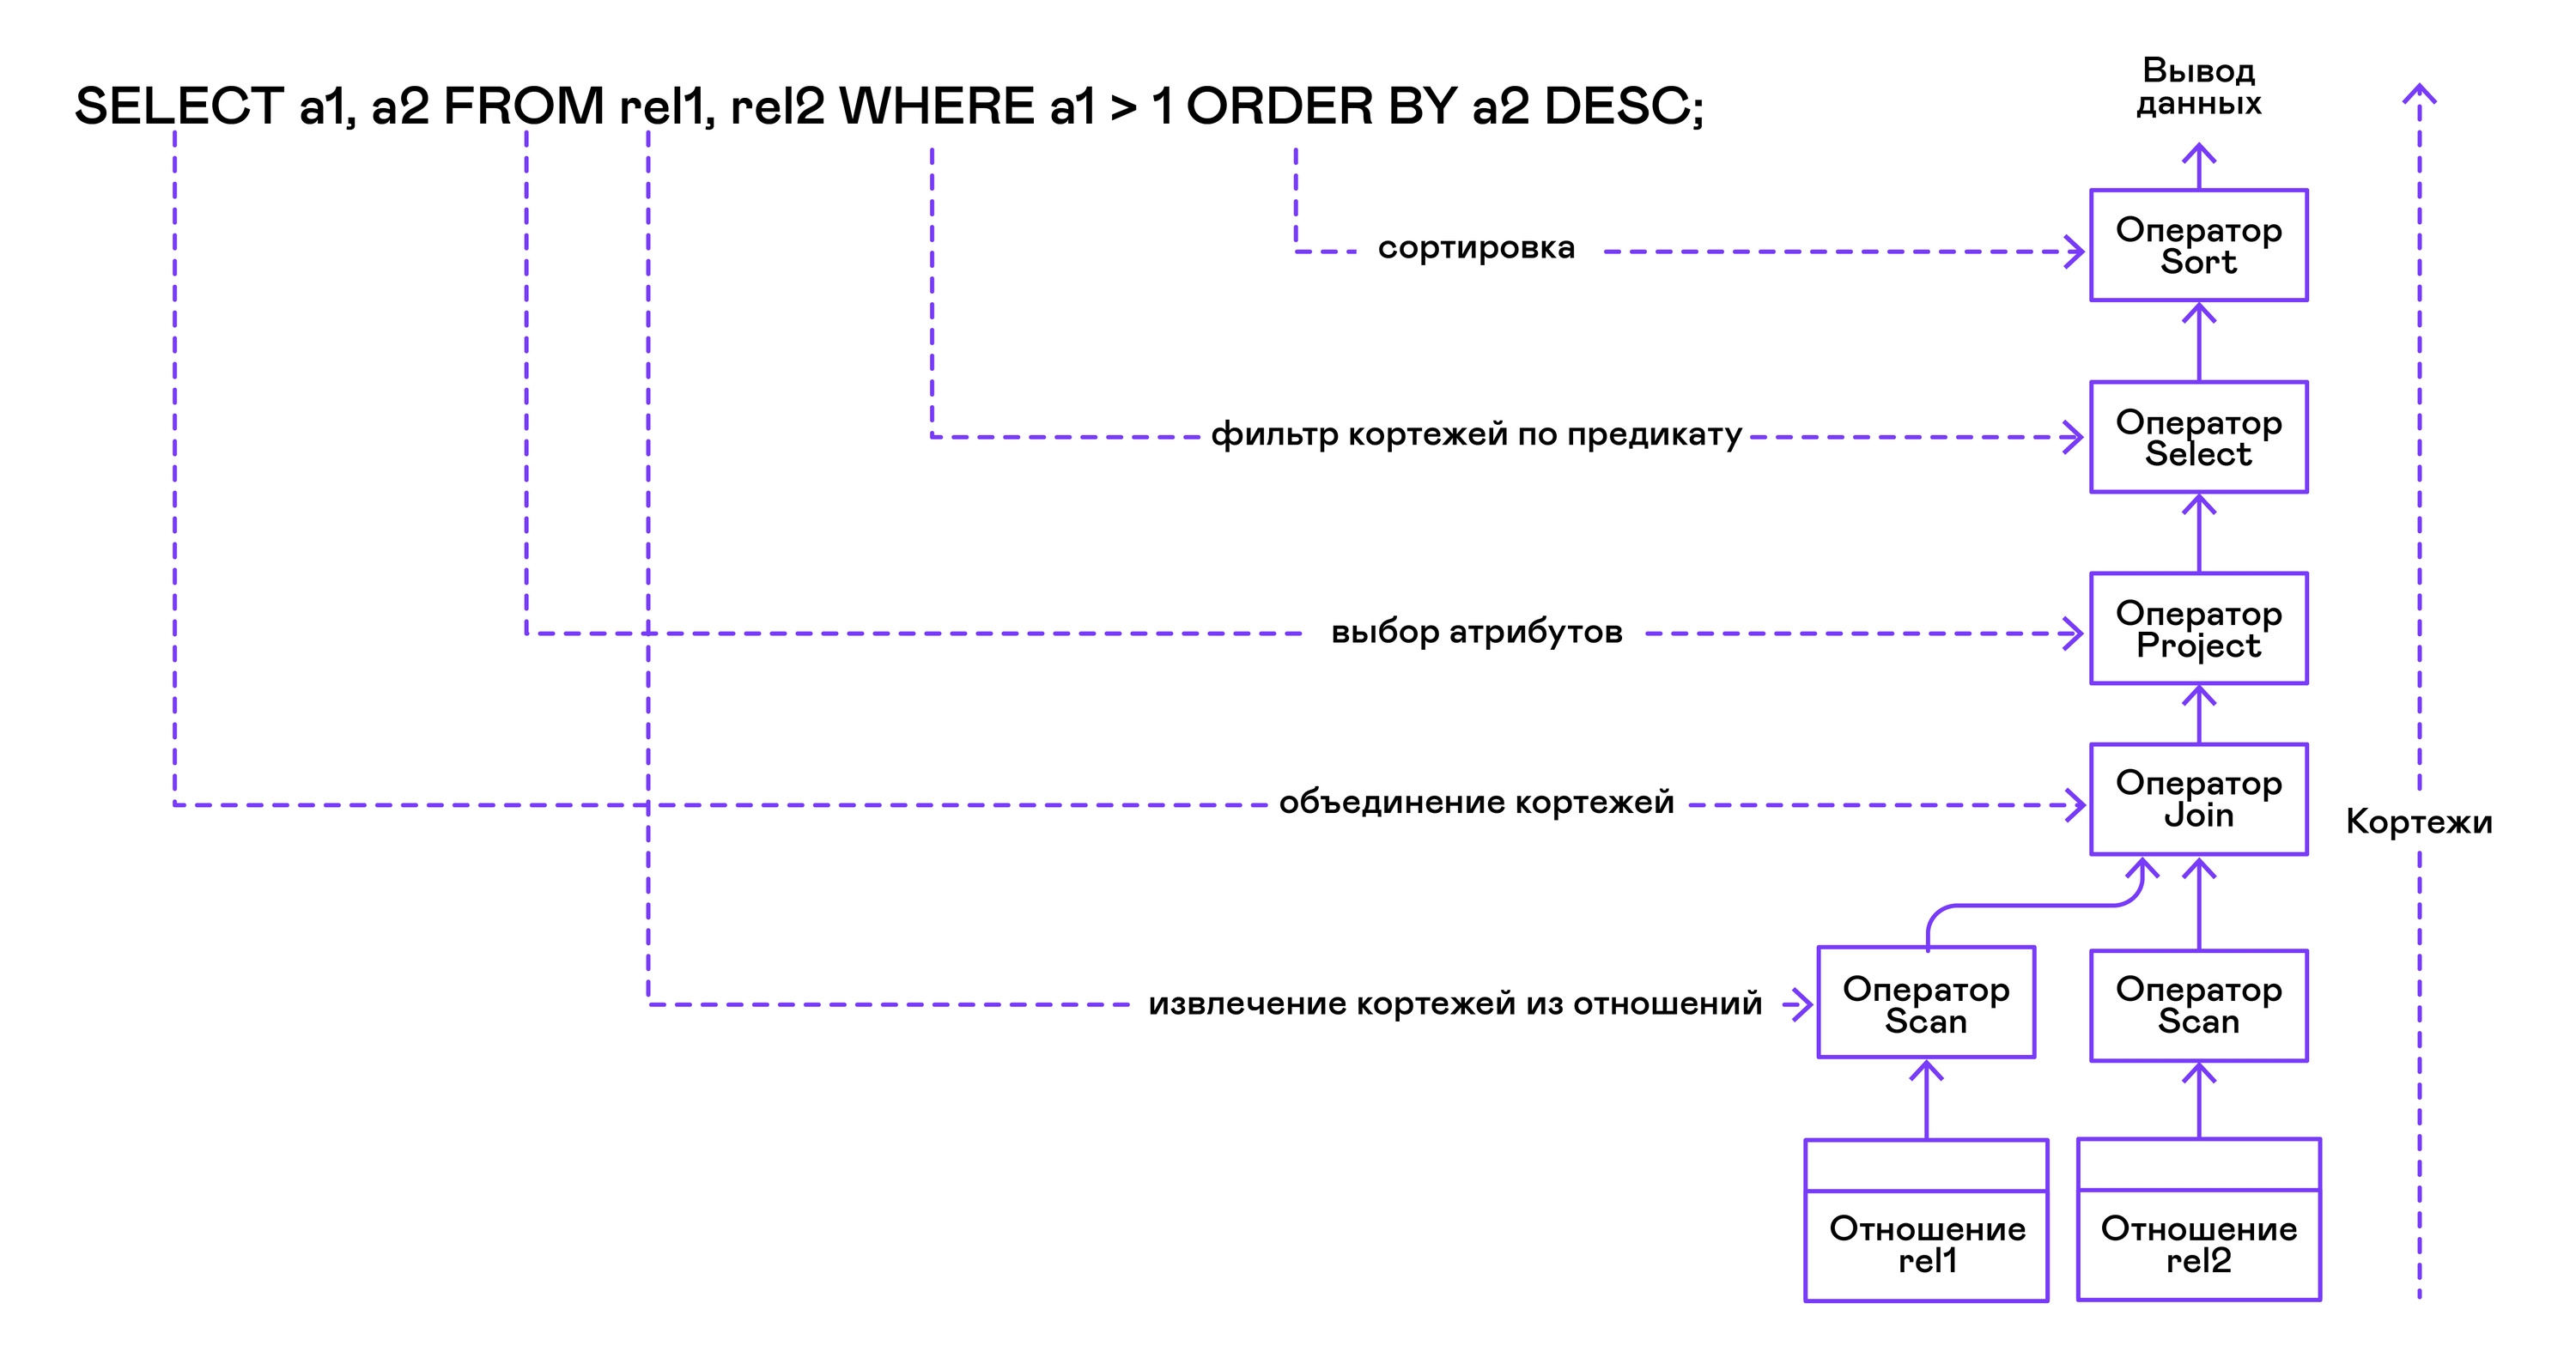 SELECT a1, a2 FROM rel1, rel2 WHERE a1 > 1 ORDER BY a2 DESC;
Вывод
данных
сортировка
Оператор
Sort
фильтр кортежей по предикату
Оператор
Select
выбор атрибутов
Оператор
Project
объединение кортежей
Оператор
Join
Кортежи
извлечение кортежей из отношений
Оператор
Scan
Оператор
Scan
Отношение
rel1
Отношение
rel2